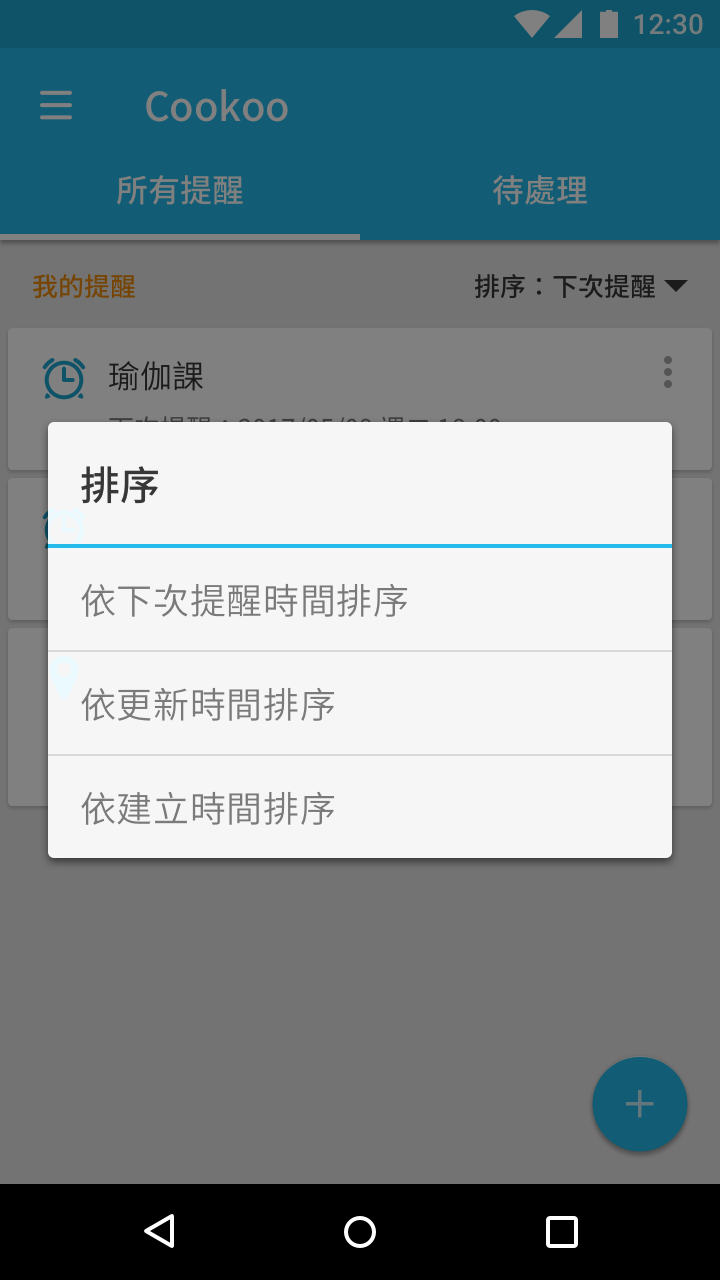 12:30
Cookoo
所有提醒
待處理
我的提醒
排序：下次提醒
瑜伽課
排序
依下次提醒時間排序
依更新時間排序
依建立時間排序